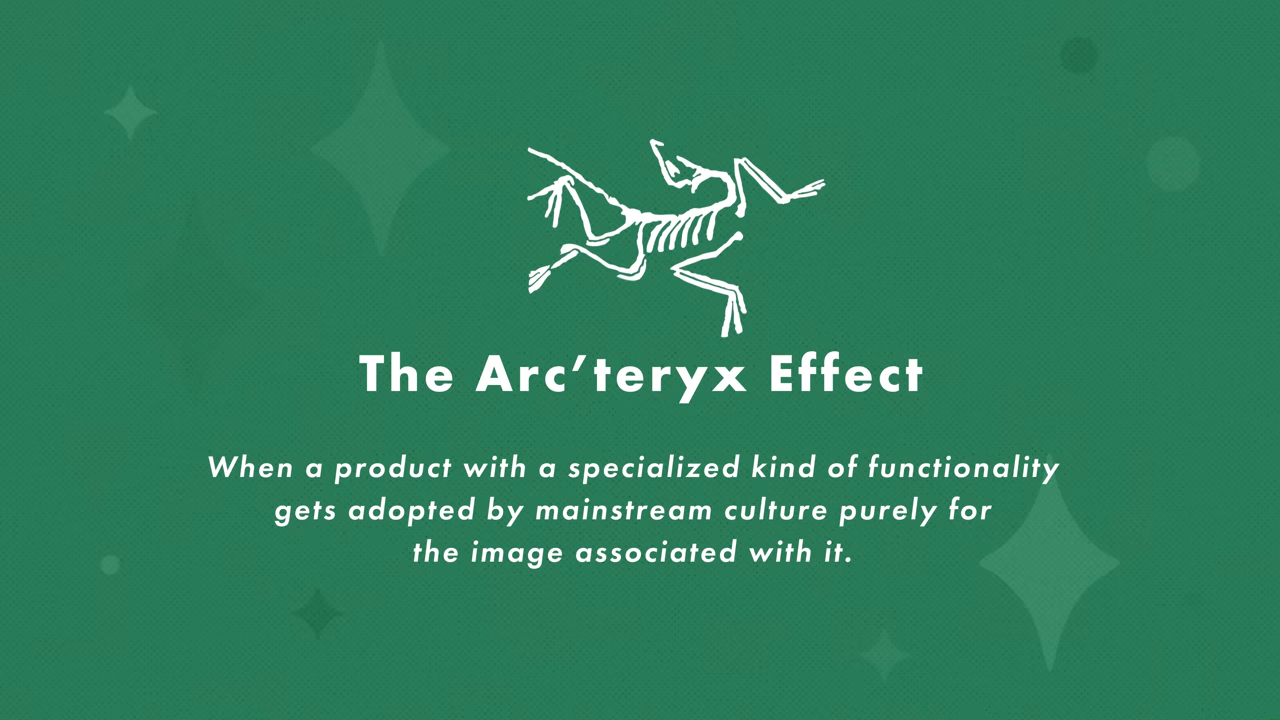 The Arc’teryx Effect
When a product with a specialized kind of functionality
gets adopted by mainstream culture purely for
the image associated with it.